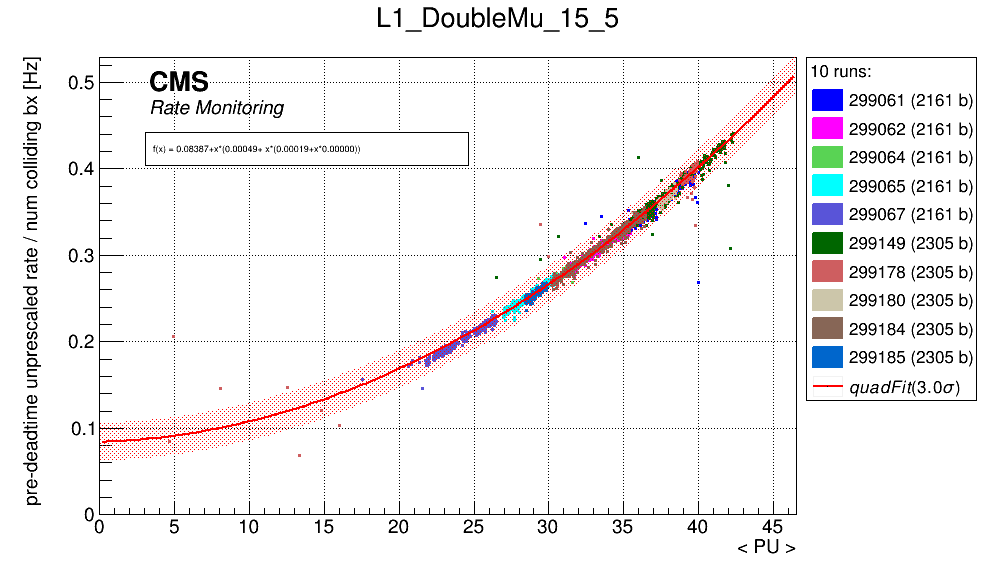 L1_DoubleMu_15_5
pre-deadtime unprescaled rate / num colliding bx [Hz]
CMS
Rate Monitoring
f(x) = 0.08387+x*(0.00049+ x*(0.00019+x*0.00000))
0.5
0.4
0.3
0.2
0.1
0
0 5 10 15 20 25 30 35 40 45
< PU >
10 runs:
299061 (2161 b)
299062 (2161 b)
299064 (2161 b)
299065 (2161 b)
299067 (2161 b)
299149 (2305 b)
299178 (2305 b)
299180 (2305 b)
299184 (2305 b)
299185 (2305 b)
quadFit(3.0σ)